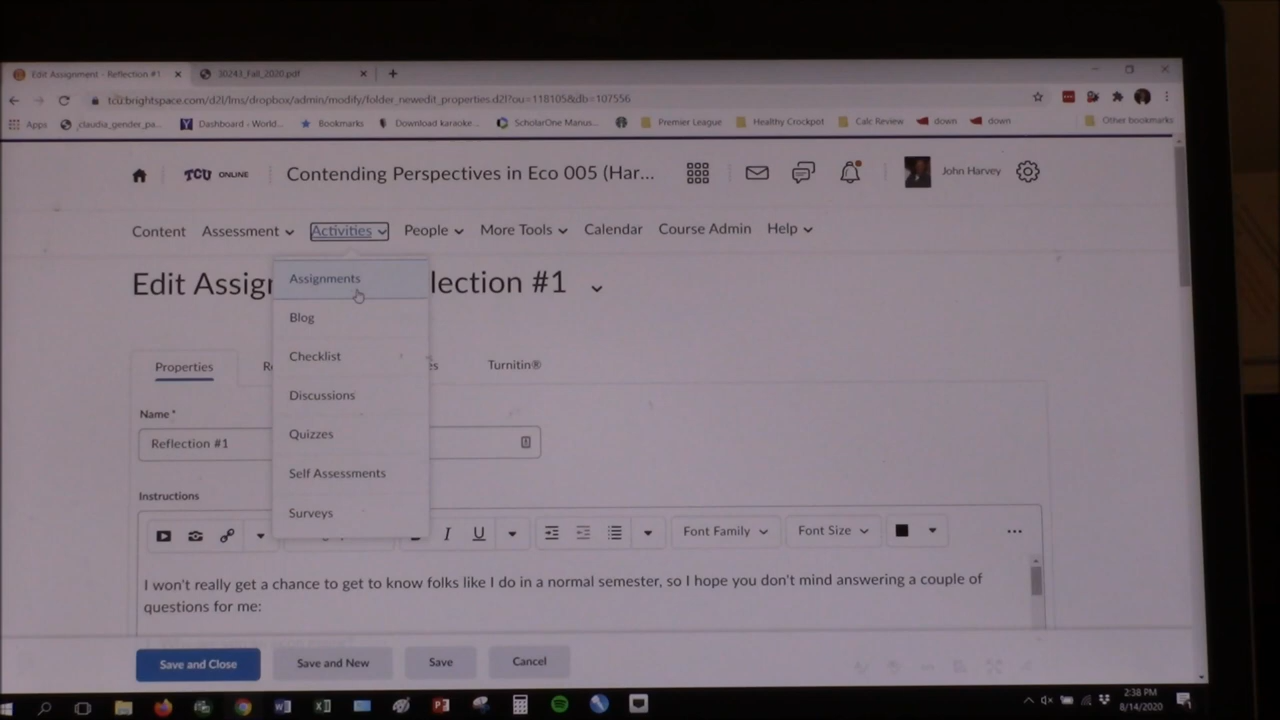 Edit Assignment - Reflection #1
30243_Fall_2020.pdf
tcu.brightspace.com/d2l/lms/dropbox/admin/modify/folder_newedit_properties.d2l?ou=118105&db=107556
Apps claudia_gender_pa... Dashboard - World... Bookmarks Download karaoke... ScholarOne Manus... Premier League Healthy Crockpot Calc Review down down Other bookmarks
TCU ONLINE Contending Perspectives in Eco 005 (Har... John Harvey
Content Assessment Activities People More Tools Calendar Course Admin Help
Edit Assig lection #1
Assignments
Blog
Checklist
Discussions
Quizzes
Self Assessments
Surveys
Properties Turnitin®
Name *
Reflection #1
Instructions
I U Font Family Font Size
I won't really get a chance to get to know folks like I do in a normal semester, so I hope you don't mind answering a couple of
questions for me:
Save and Close Save and New Save Cancel
2:38 PM
8/14/2020